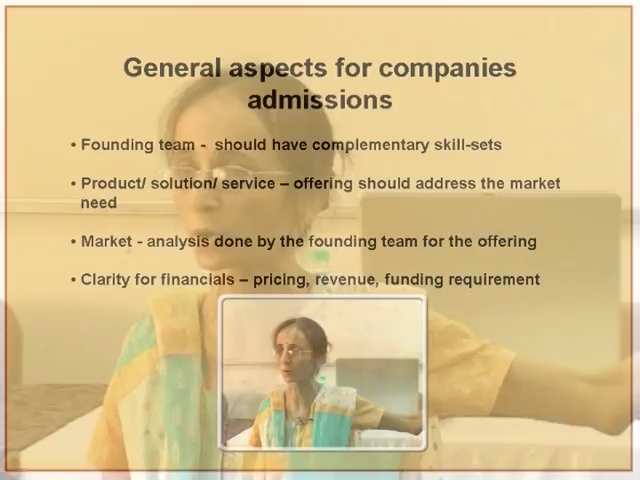 General aspects for companies
admissions
• Founding team -  should have complementary skill-sets
• Product/ solution/ service – offering should address the market
need
• Market - analysis done by the founding team for the offering
• Clarity for financials – pricing, revenue, funding requirement